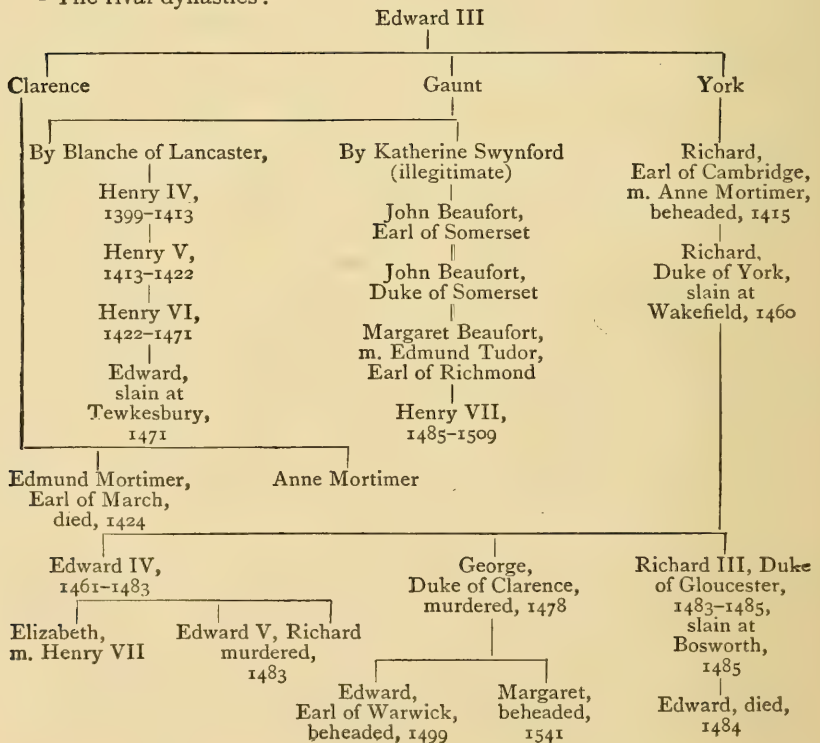 The rival dynasties:
Edward III
Clarence
Gaunt
York
By Blanche of Lancaster,
Henry IV,
1399–1413
Henry V,
1413–1422
Henry VI,
1422–1471
Edward,
slain at
Tewkesbury,
1471
By Katherine Swynford
(illegitimate)
John Beaufort,
Earl of Somerset
John Beaufort,
Duke of Somerset
Margaret Beaufort,
m. Edmund Tudor,
Earl of Richmond
Henry VII,
1485–1509
Richard,
Earl of Cambridge,
m. Anne Mortimer,
beheaded, 1415
Richard,
Duke of York,
slain at
Wakefield, 1460
Edmund Mortimer,
Earl of March,
died, 1424
Anne Mortimer
Edward IV,
1461–1483
George,
Duke of Clarence,
murdered, 1478
Richard III, Duke
of Gloucester,
1483–1485,
slain at
Bosworth,
1485
Elizabeth,
m. Henry VII
Edward V, Richard
murdered,
1483
Edward,
Earl of Warwick,
beheaded, 1499
Margaret,
beheaded,
1541
Edward, died,
1484